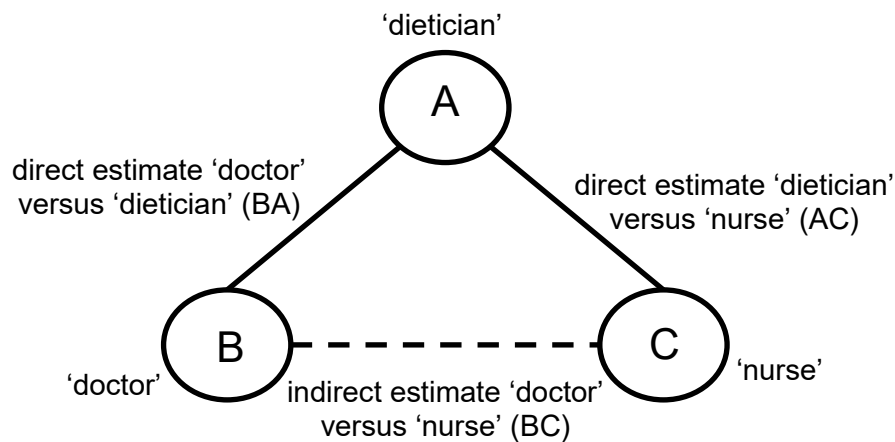 ‘dietician’
A
direct estimate ‘doctor’
versus ‘dietician’ (BA)
direct estimate ‘dietician’
versus ‘nurse’ (AC)
B
C
‘doctor’
‘nurse’
indirect estimate ‘doctor’
versus ‘nurse’ (BC)